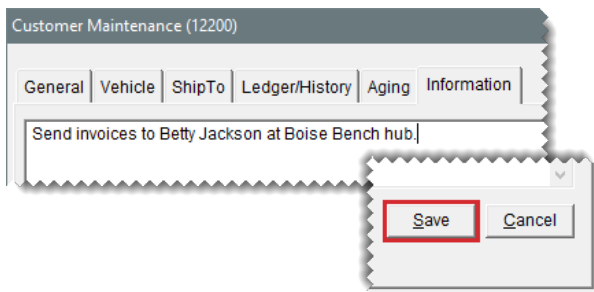 Customer Maintenance (12200)
General Vehicle ShipTo Ledger/History Aging Information
Send invoices to Betty Jackson at Boise Bench hub.
Save Cancel